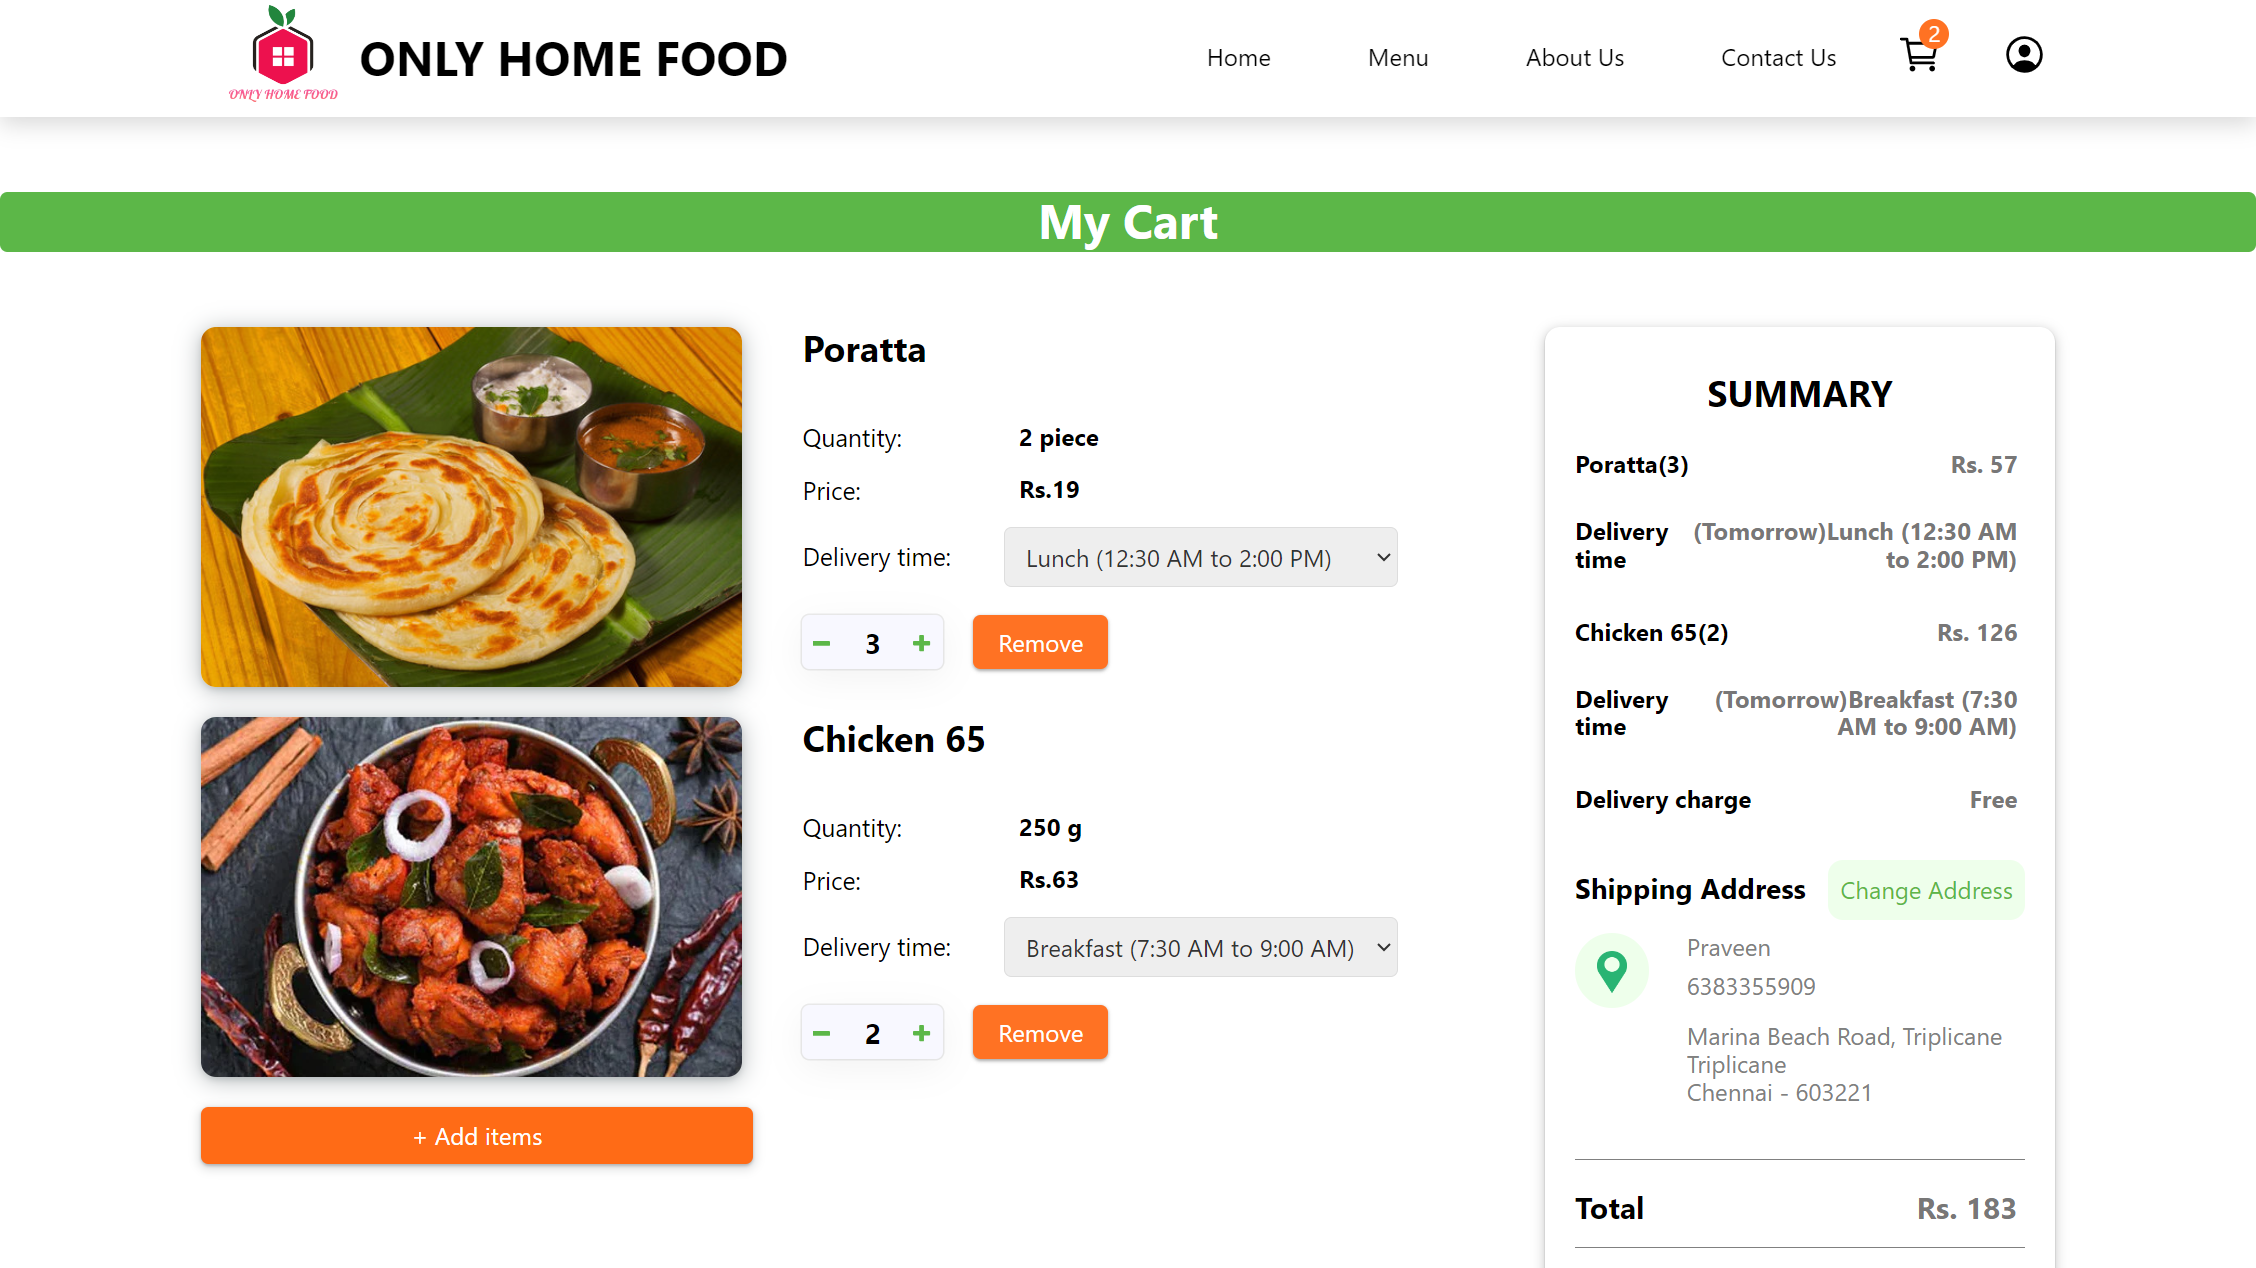 ONLY HOME FOOD
ONLY HOME FOOD
Home
Menu
About Us
Contact Us
2
My Cart
Poratta
Quantity: 2 piece
Price: Rs.19
Delivery time: Lunch (12:30 AM to 2:00 PM)
3
Remove
Chicken 65
Quantity: 250 g
Price: Rs.63
Delivery time: Breakfast (7:30 AM to 9:00 AM)
2
Remove
+ Add items
SUMMARY
Poratta(3) Rs. 57
Delivery time (Tomorrow)Lunch (12:30 AM
to 2:00 PM)
Chicken 65(2) Rs. 126
Delivery time (Tomorrow)Breakfast (7:30
AM to 9:00 AM)
Delivery charge Free
Shipping Address Change Address
Praveen
6383355909
Marina Beach Road, Triplicane
Triplicane
Chennai - 603221
Total Rs. 183